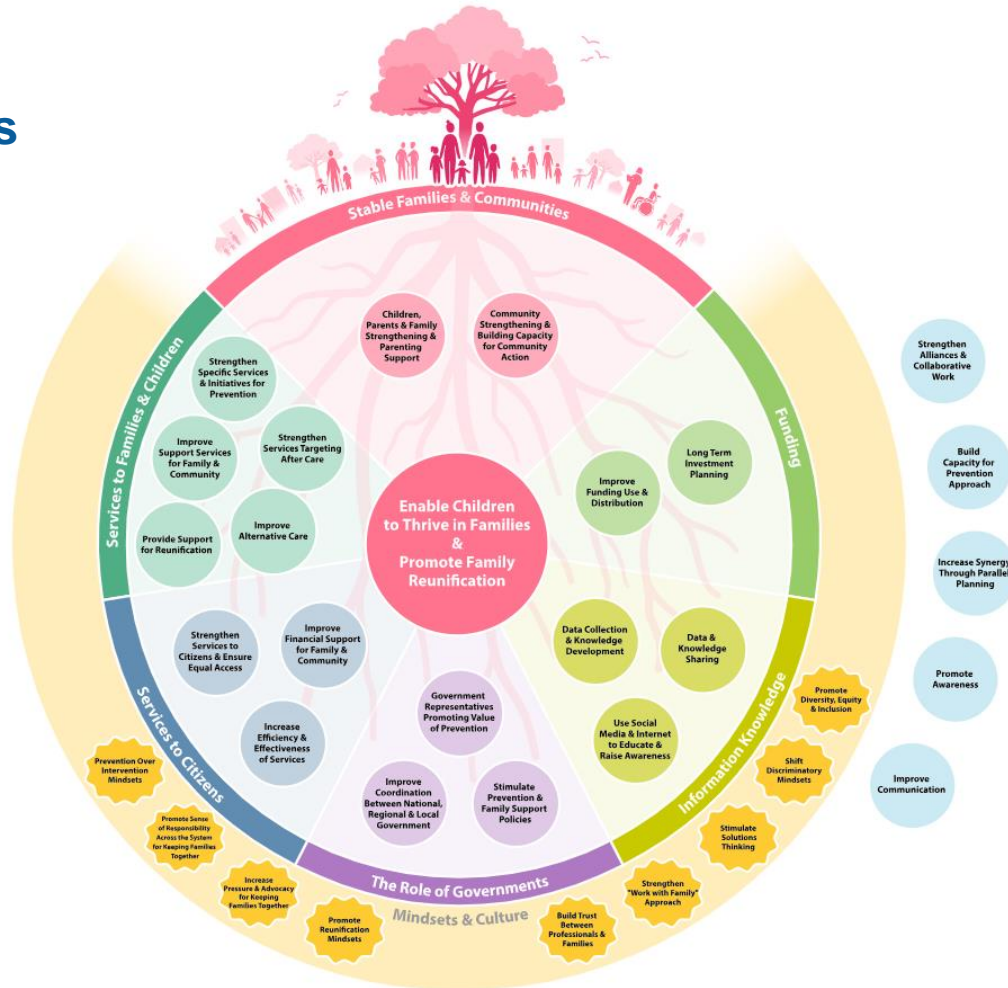 s
Stable Families & Communities
Children,
Parents & Family
Strengthening &
Parenting
Support
Community
Strengthening &
Building Capacity
for Community
Action
Services to Families & Children
Strengthen
Specific Services
& Initiatives for
Prevention
Improve
Support Services
for Family &
Community
Strengthen
Services Targeting
After Care
Provide Support
for Reunification
Improve
Alternative Care
Funding
Long Term
Investment
Planning
Improve
Funding Use &
Distribution
Enable Children
to Thrive in Families
&
Promote Family
Reunification
Services to Citizens
Strengthen
Services to
Citizens & Ensure
Equal Access
Improve
Financial Support
for Family &
Community
Increase
Efficiency &
Effectiveness
of Services
The Role of Governments
Government
Representatives
Promoting Value
of Prevention
Improve
Coordination
Between National,
Regional & Local
Government
Stimulate
Prevention &
Family Support
Policies
Information Knowledge
Data Collection
& Knowledge
Development
Data &
Knowledge
Sharing
Use Social
Media & Internet
to Educate &
Raise Awareness
Mindsets & Culture
Prevention Over
Intervention
Mindsets
Promote Sense
of Responsibility
Across the System
for Keeping Families
Together
Increase
Pressure & Advocacy
for Keeping
Families Together
Promote
Reunification
Mindsets
Build Trust
Between
Professionals &
Families
Strengthen
"Work with Family"
Approach
Stimulate
Solutions
Thinking
Shift
Discriminatory
Mindsets
Promote
Diversity, Equity
& Inclusion
Strengthen
Alliances &
Collaborative
Work
Build
Capacity for
Prevention
Approach
Increase Synergy
Through Parallel
Planning
Promote
Awareness
Improve
Communication